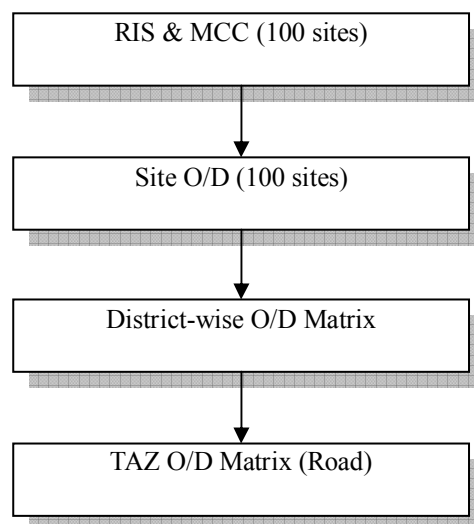 RIS & MCC (100 sites)
Site O/D (100 sites)
District-wise O/D Matrix
TAZ O/D Matrix (Road)